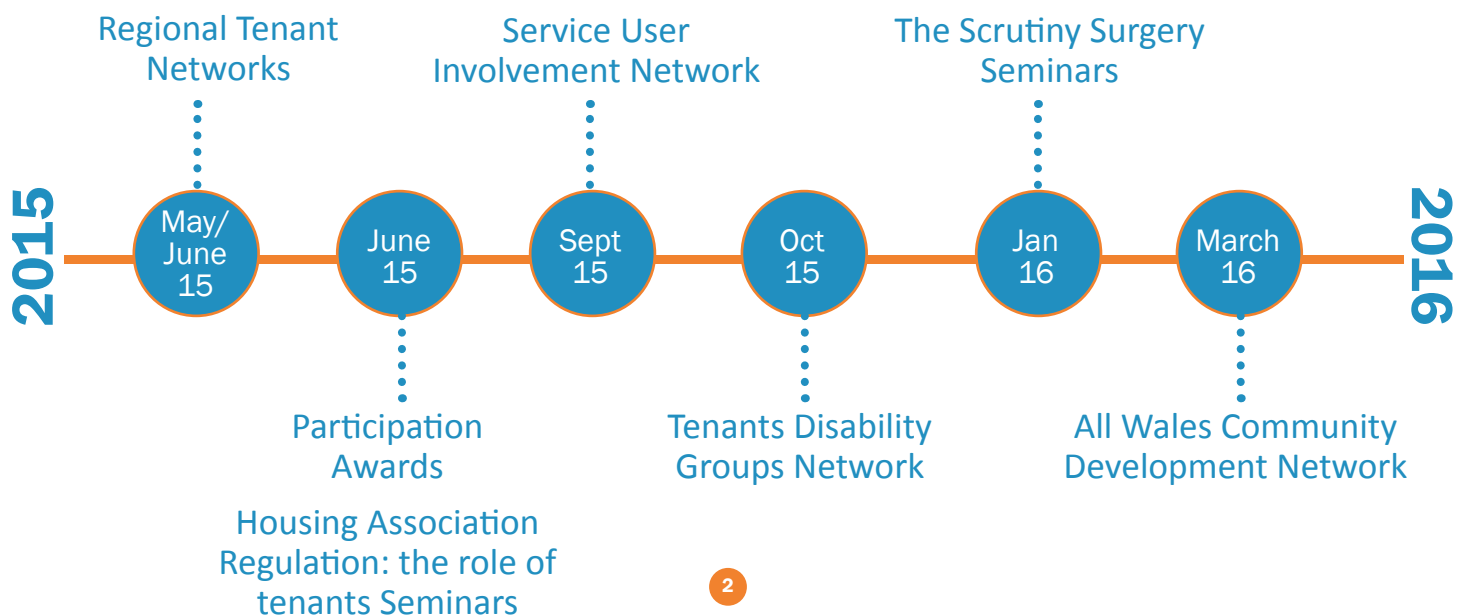 Regional Tenant
Networks
Service User
Involvement Network
The Scrutiny Surgery
Seminars
2015
May/
June
15
June
15
Sept
15
Oct
15
Jan
16
March
16
2016
Participation
Awards
Housing Association
Regulation: the role of
tenants Seminars
Tenants Disability
Groups Network
All Wales Community
Development Network
2